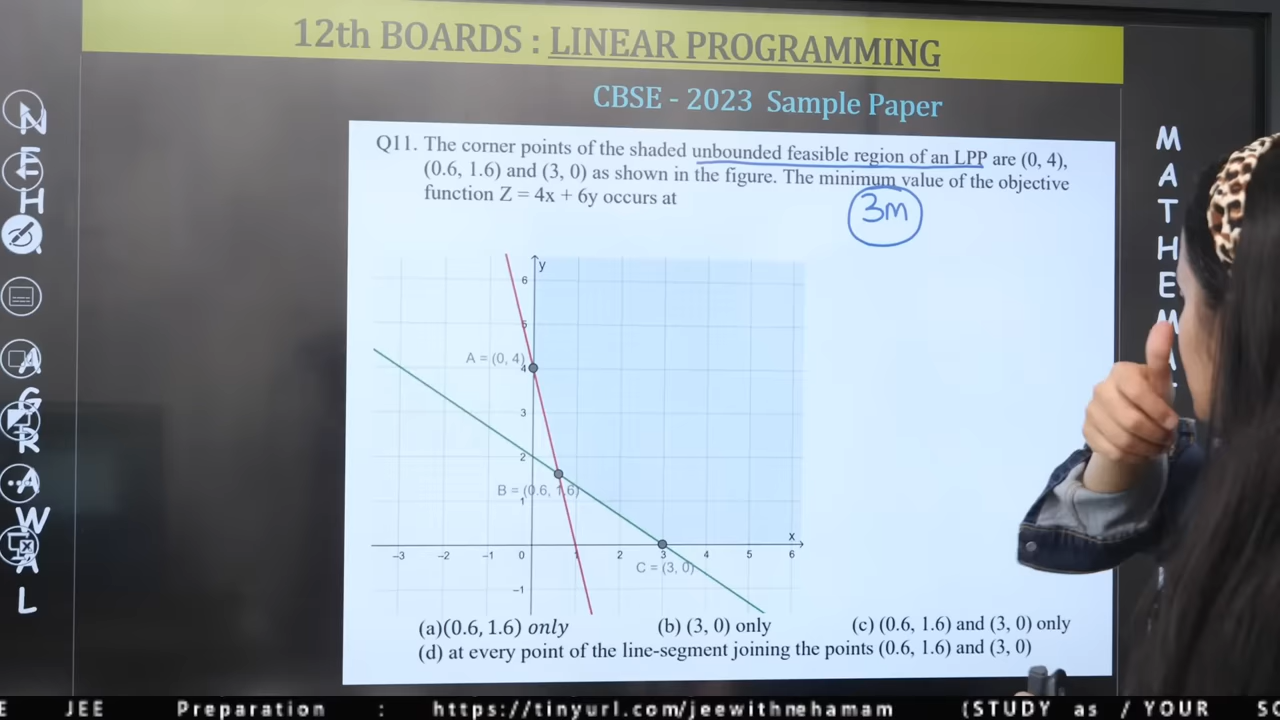 12th BOARDS : LINEAR PROGRAMMING
CBSE - 2023 Sample Paper
Q11. The corner points of the shaded unbounded feasible region of an LPP are (0, 4),
(0.6, 1.6) and (3, 0) as shown in the figure. The minimum value of the objective
function Z = 4x + 6y occurs at
3M
y
6
5
A = (0, 4)
4
3
2
B = (0.6, 1.6)
1
x
-3 -2 -1 0 1 2 3 4 5 6
C = (3, 0)
-1
(a)(0.6, 1.6) only (b) (3, 0) only (c) (0.6, 1.6) and (3, 0) only
(d) at every point of the line-segment joining the points (0.6, 1.6) and (3, 0)
NEHA AGRAWAL
MATHEMAT
E JEE Preparation : https://tinyurl.com/jeewithnehamam (STUDY as / YOUR SC